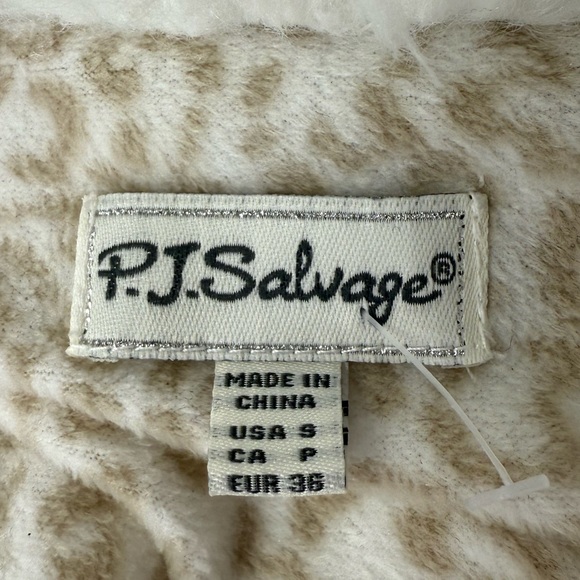 P.J.Salvage®
MADE IN
CHINA
USA S
CA P
EUR 36